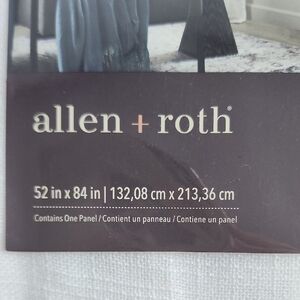 allen + roth®
52 in x 84 in | 132,08 cm x 213,36 cm
Contains One Panel / Contient un panneau / Contiene un panel